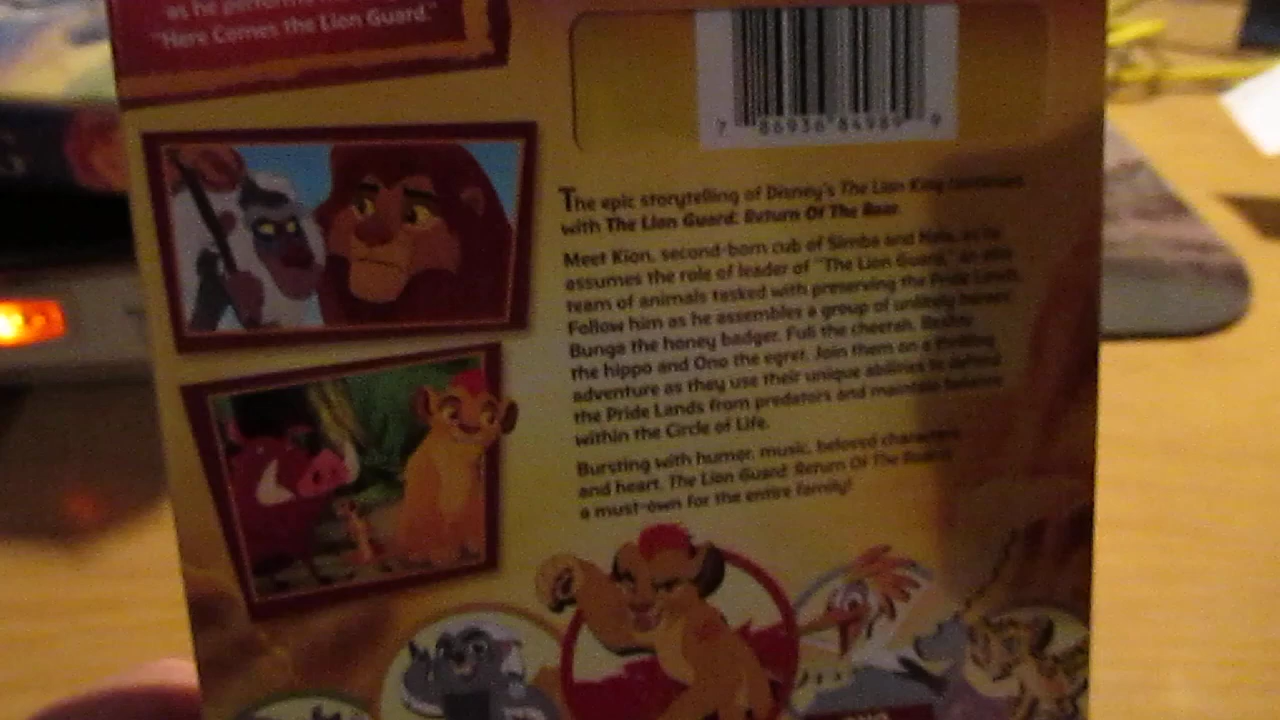 as he performs
"Here Comes the Lion Guard."
7 86936 84989 9
The epic storytelling of Disney's The Lion King continues
with The Lion Guard: Return Of The Roar.
Meet Kion, second-born cub of Simba and Nala, as he
assumes the role of leader of "The Lion Guard," an elite
team of animals tasked with preserving the Pride Lands.
Follow him as he assembles a group of unlikely heroes:
Bunga the honey badger, Fuli the cheetah, Beshte
the hippo and Ono the egret. Join them on a thrilling
adventure as they use their unique abilities to defend
the Pride Lands from predators and maintain balance
within the Circle of Life.
Bursting with humor, music, beloved characters
and heart, The Lion Guard: Return Of The Roar is
a must-own for the entire family!